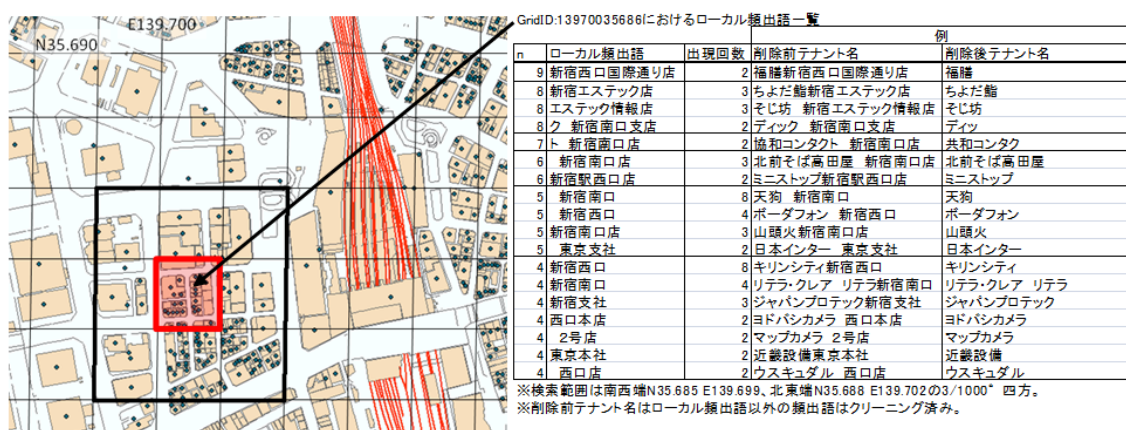 E139.700
N35.690
GridID:13970035686におけるローカル頻出語一覧
例
n ローカル頻出語 出現回数 削除前テナント名 削除後テナント名
9 新宿西口国際通り店 2 福膳新宿西口国際通り店 福膳
8 新宿エステック店 3 ちよだ鮨新宿エステック店 ちよだ鮨
8 エステック情報店 3 そじ坊 新宿エステック情報店 そじ坊
8 ク 新宿南口支店 2 ディック 新宿南口支店 ディッ
7 ト 新宿南口店 2 協和コンタクト 新宿南口店 共和コンタク
6 新宿南口店 3 北前そば高田屋 新宿南口店 北前そば高田屋
6 新宿駅西口店 2 ミニストップ新宿駅西口店 ミニストップ
5 新宿南口 8 天狗 新宿南口 天狗
5 新宿西口 4 ボーダフォン 新宿西口 ボーダフォン
5 新宿南口店 3 山頭火新宿南口店 山頭火
5 東京支社 2 日本インター 東京支社 日本インター
4 新宿西口 8 キリンシティ新宿西口 キリンシティ
4 新宿南口 4 リテラ・クレア リテラ新宿南口 リテラ・クレア リテラ
4 新宿支社 3 ジャパンプロテック新宿支社 ジャパンプロテック
4 西口本店 2 ヨドバシカメラ 西口本店 ヨドバシカメラ
4 2号店 2 マップカメラ 2号店 マップカメラ
4 東京本社 2 近畿設備東京本社 近畿設備
4 西口店 2 ウスキュダル 西口店 ウスキュダル
※検索範囲は南西端N35.685 E139.699、北東端N35.688 E139.702の3/1000° 四方。
※削除前テナント名はローカル頻出語以外の頻出語はクリーニング済み。